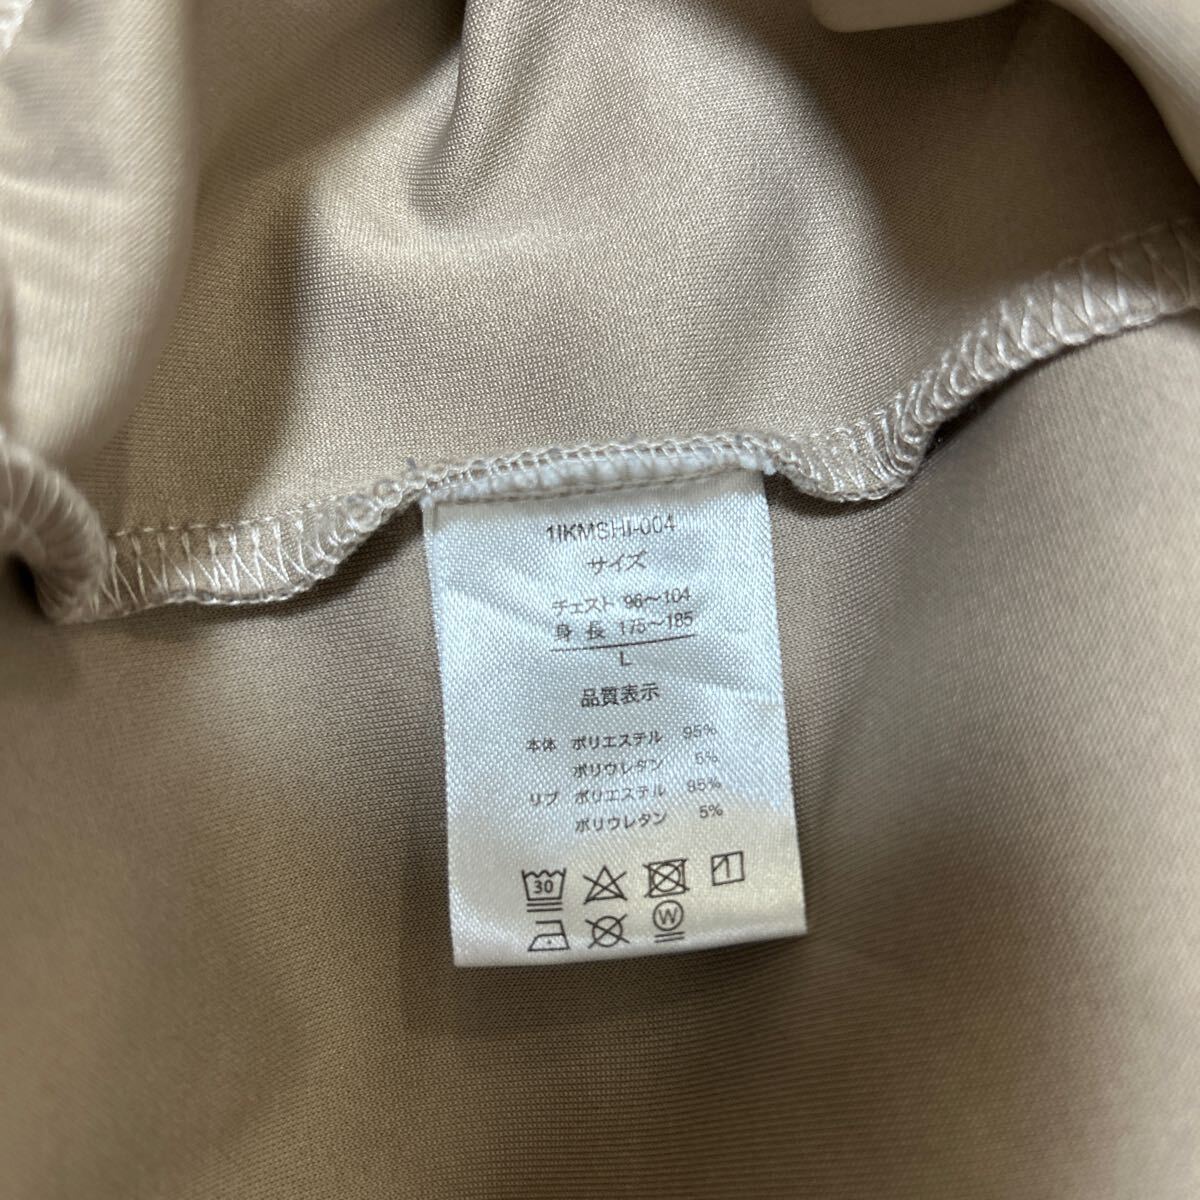 1IKMSHI-004
サイズ
チェスト 96〜104
身長 175〜185
L
品質表示
本体 ポリエステル 95%
ポリウレタン 5%
リブ ポリエステル 95%
ポリウレタン 5%
30
W